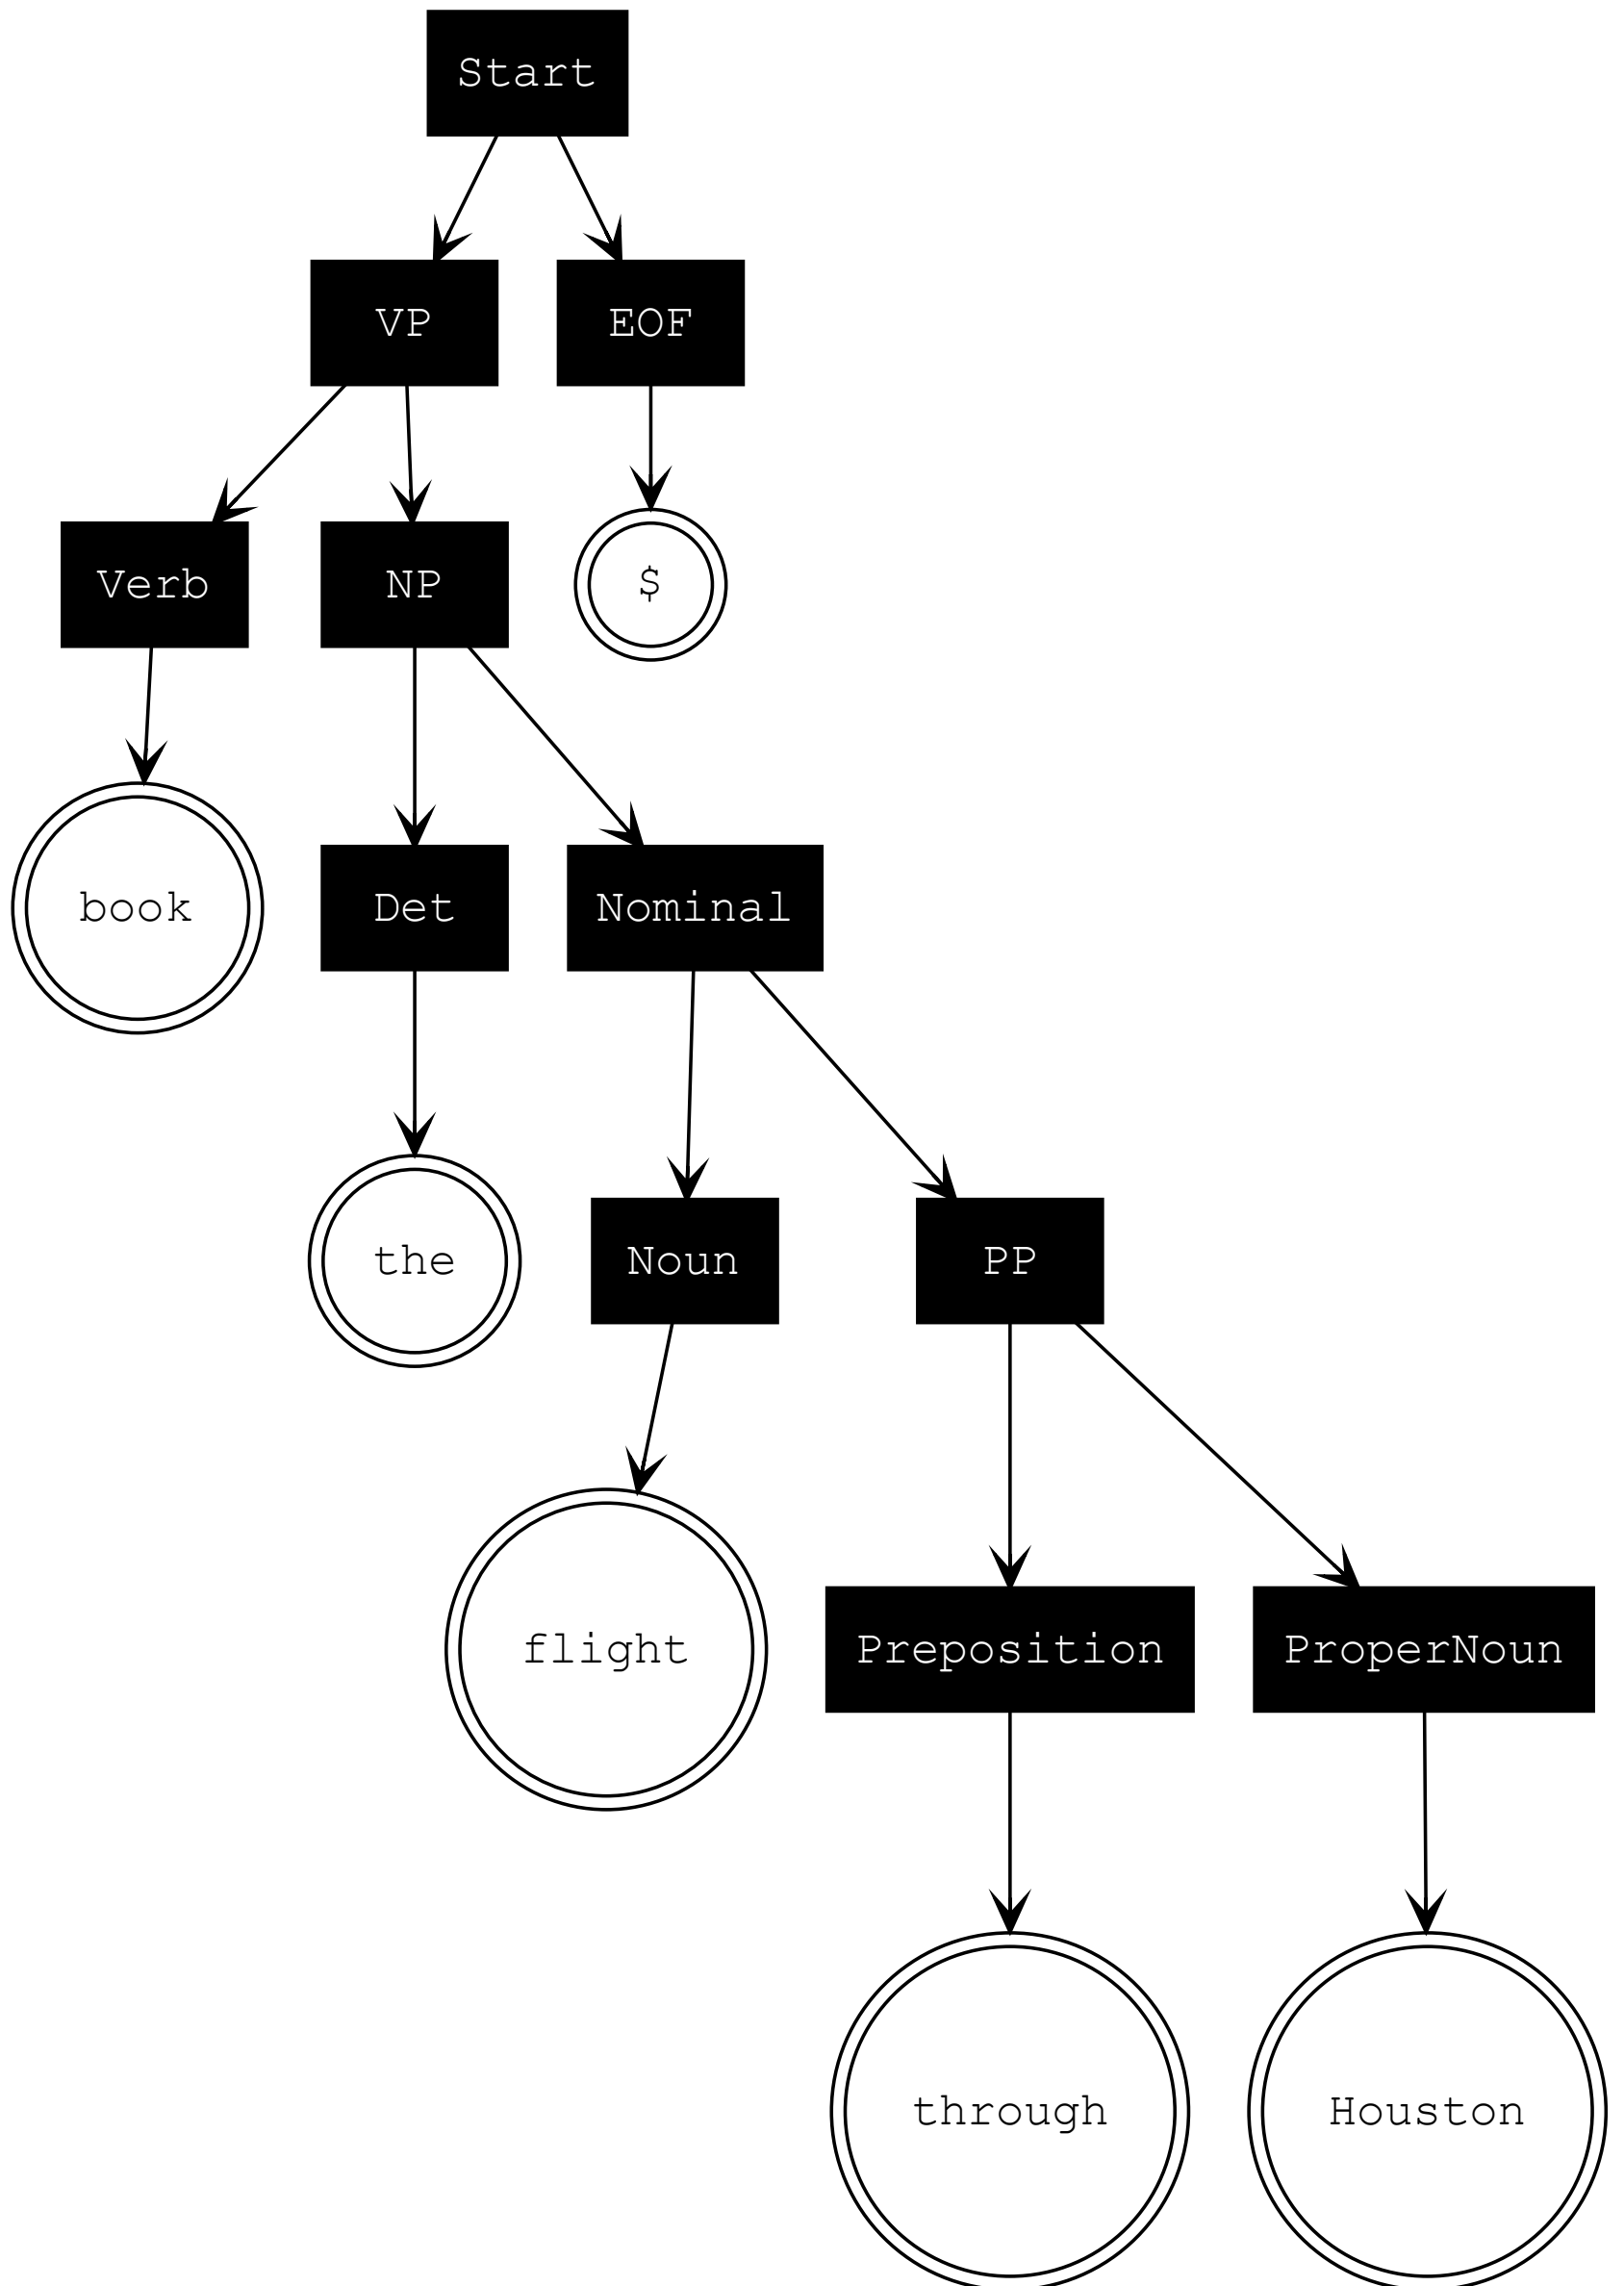 Start
VP
EOF
Verb
NP
$
book
Det
Nominal
the
Noun
PP
flight
Preposition
ProperNoun
through
Houston